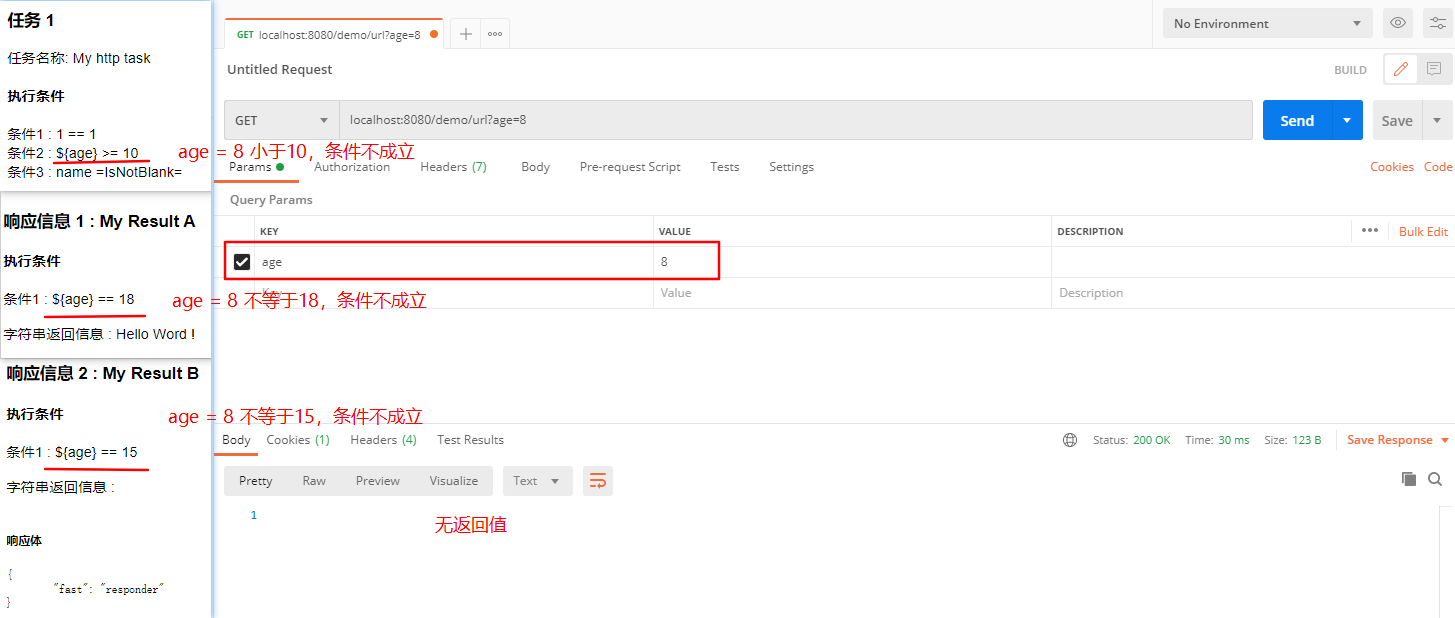 任务 1
任务名称: My http task
执行条件
条件1 : 1 == 1
条件2 : ${age} >= 10
条件3 : name =IsNotBlank=
age = 8 小于10，条件不成立
响应信息 1 : My Result A
执行条件
条件1 : ${age} == 18
age = 8 不等于18，条件不成立
字符串返回信息 : Hello Word !
响应信息 2 : My Result B
执行条件
age = 8 不等于15，条件不成立
条件1 : ${age} == 15
字符串返回信息 :
响应体
{
"fast": "responder"
}
GET localhost:8080/demo/url?age=8
No Environment
Untitled Request
BUILD
GET localhost:8080/demo/url?age=8
Send
Save
Params Authorization Headers (7) Body Pre-request Script Tests Settings
Cookies Code
Query Params
KEY VALUE DESCRIPTION
Bulk Edit
age 8
Key Value Description
Body Cookies (1) Headers (4) Test Results
Status: 200 OK Time: 30 ms Size: 123 B
Save Response
Pretty Raw Preview Visualize Text
1
无返回值